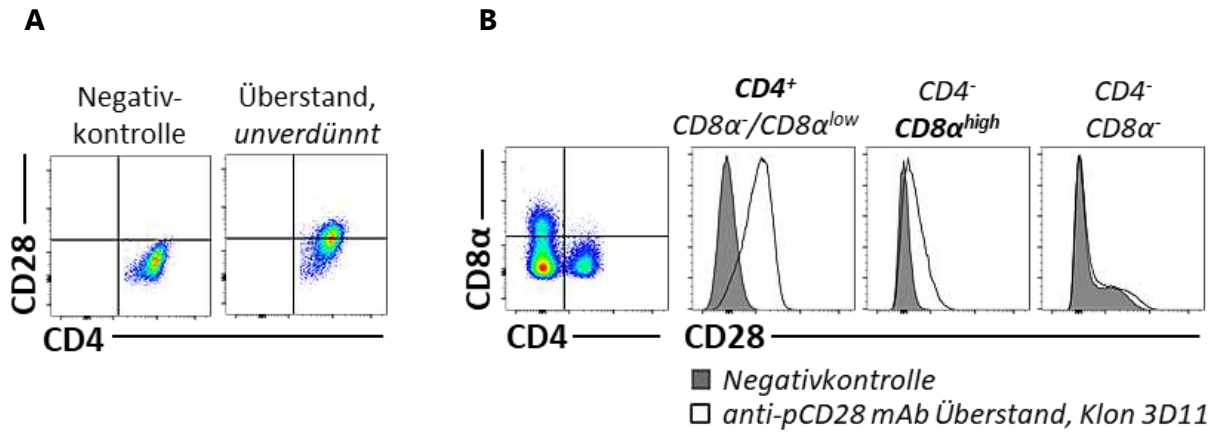 A
Negativ-
kontrolle
Überstand,
unverdünnt
CD28
CD4
B
CD4+
CD8α-/CD8αlow
CD4-
CD8αhigh
CD4-
CD8α-
CD8α
CD4
CD28
Negativkontrolle
anti-pCD28 mAb Überstand, Klon 3D11